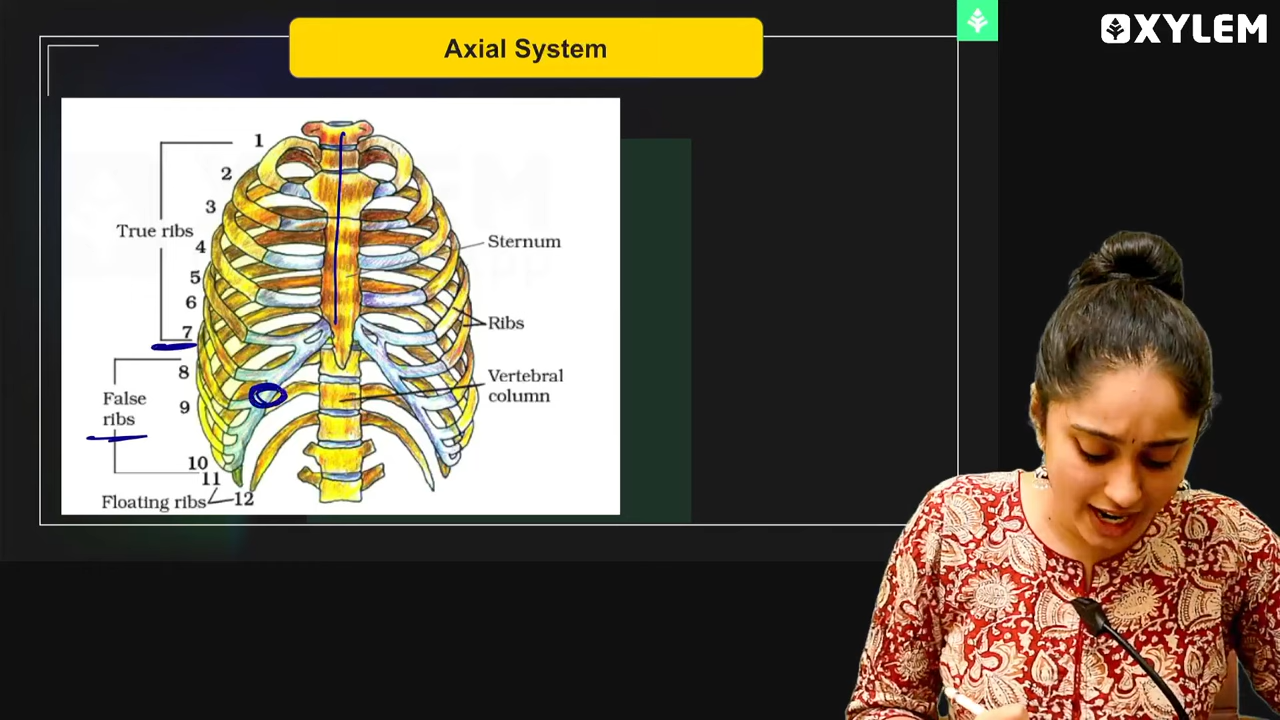 Axial System
XYLEM
1
2
3
True ribs
4
5
6
7
8
False
ribs
9
10
11
Floating ribs
12
Sternum
Ribs
Vertebral
column